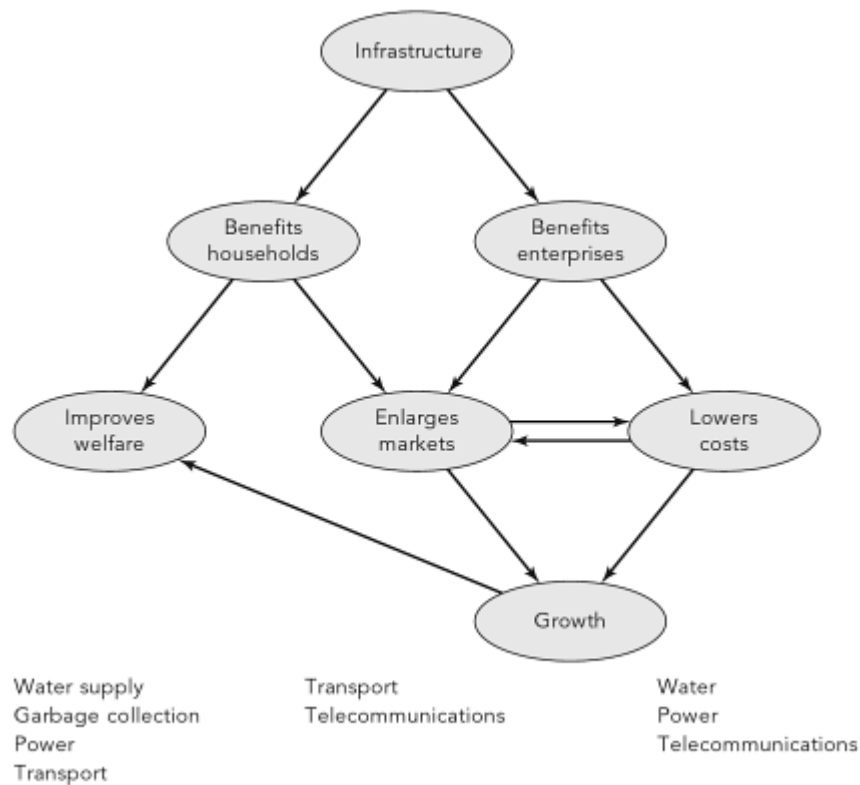 Infrastructure
Benefits
households
Benefits
enterprises
Improves
welfare
Enlarges
markets
Lowers
costs
Growth
Water supply
Garbage collection
Power
Transport
Transport
Telecommunications
Water
Power
Telecommunications